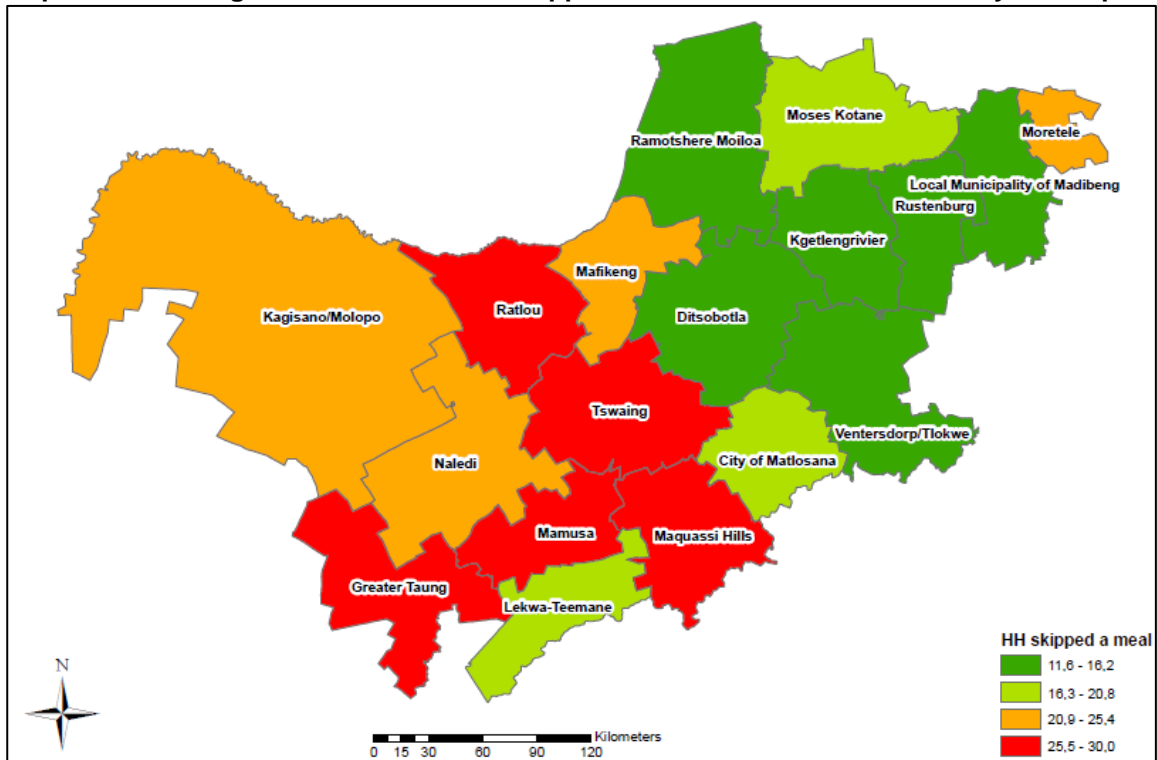 Moses Kotane
Ramotshere Moiloa
Moretele
Local Municipality of Madibeng
Rustenburg
Kgetlengrivier
Mafikeng
Ratlou
Kagisano/Molopo
Ditsobotla
Tswaing
Ventersdorp/Tlokwe
City of Matlosana
Naledi
Mamusa
Maquassi Hills
Greater Taung
Lekwa-Teemane
HH skipped a meal
11,6 - 16,2
16,3 - 20,8
20,9 - 25,4
25,5 - 30,0
N
Kilometers
0 15 30 60 90 120